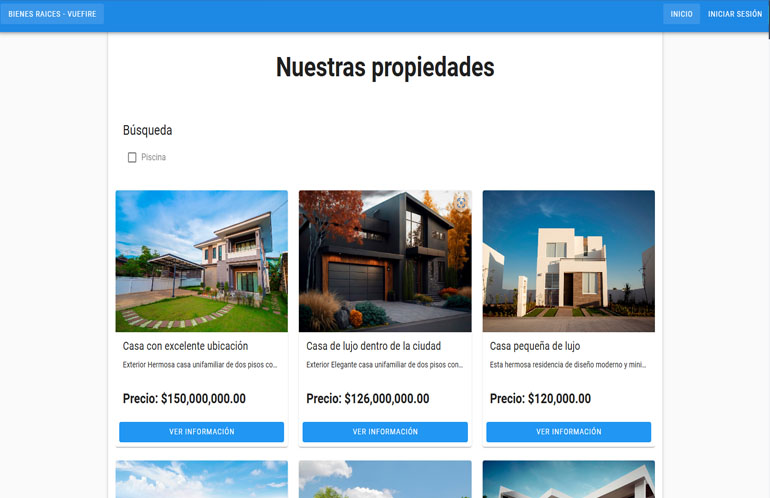 BIENES RAICES - VUEFIRE
INICIO
INICIAR SESIÓN
Nuestras propiedades
Búsqueda
Piscina
Casa con excelente ubicación
Exterior Hermosa casa unifamiliar de dos pisos co...
Precio: $150,000,000.00
VER INFORMACIÓN
Casa de lujo dentro de la ciudad
Exterior Elegante casa unifamiliar de dos pisos con...
Precio: $126,000,000.00
VER INFORMACIÓN
Casa pequeña de lujo
Esta hermosa residencia de diseño moderno y mini...
Precio: $120,000.00
VER INFORMACIÓN